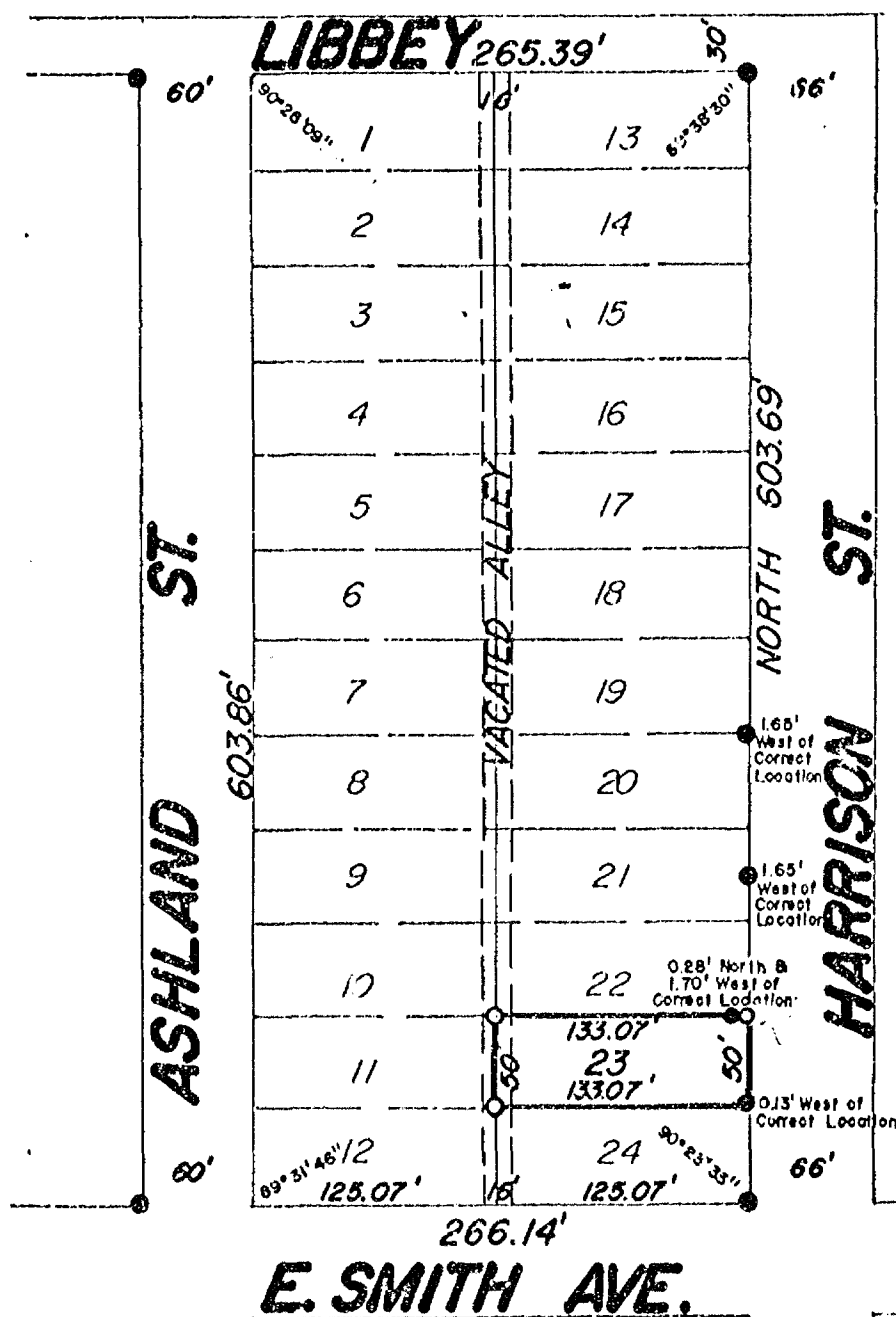 LIBBEY 265.39'
30'
60'
90°28'09"
1
13
2
14
3
15
4
16
5
17
6
18
7
19
8
20
9
21
10
22
11
23
12
24
VACATED ALLEY
NORTH 603.69'
603.86'
ASHLAND ST.
HARRISON ST.
1.65'
West of
Correct
Location
1.65'
West of
Correct
Location
0.28' North &
1.70' West of
Correct Location
133.07'
50
50'
133.07'
0.13' West of
Correct Location
60'
89°31'46"
90°23'33"
66'
125.07'
125.07'
266.14'
E. SMITH AVE.